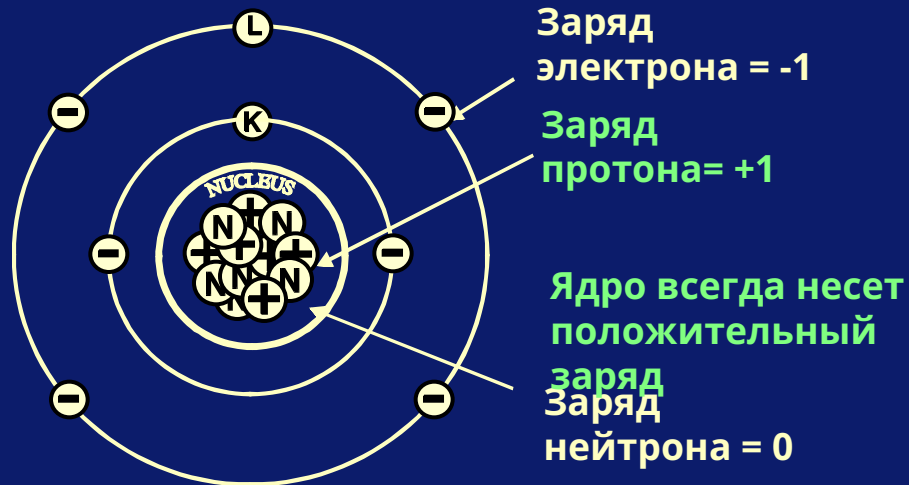 L
Заряд
электрона = -1
−
−
K
Заряд
протона= +1
NUCLEUS
+
N
N
+
+
+
N
N
N
+
−
−
Ядро всегда несет
положительный
заряд
Заряд
нейтрона = 0
−
−